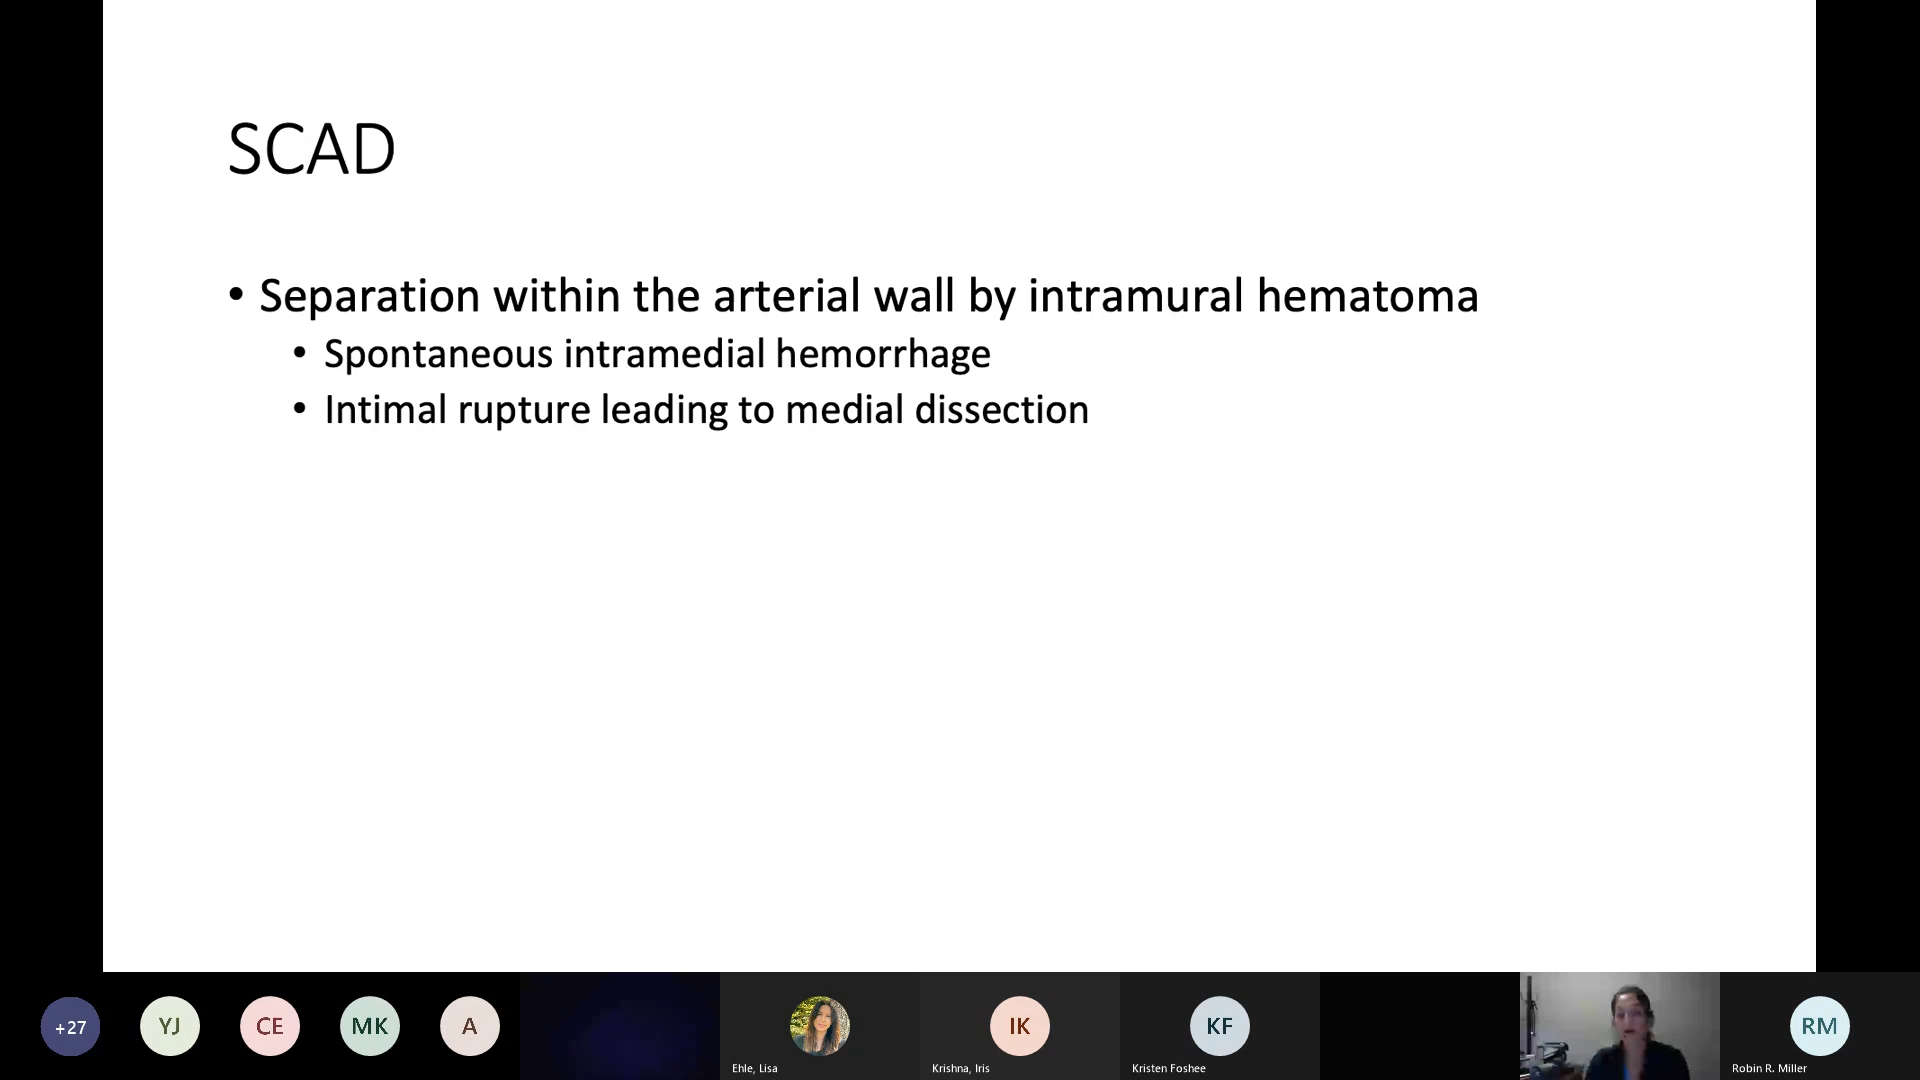 SCAD
• Separation within the arterial wall by intramural hematoma
• Spontaneous intramedial hemorrhage
• Intimal rupture leading to medial dissection
+27
YJ
CE
MK
A
IK
KF
RM
Ehle, Lisa
Krishna, Iris
Kristen Foshee
Robin R. Miller